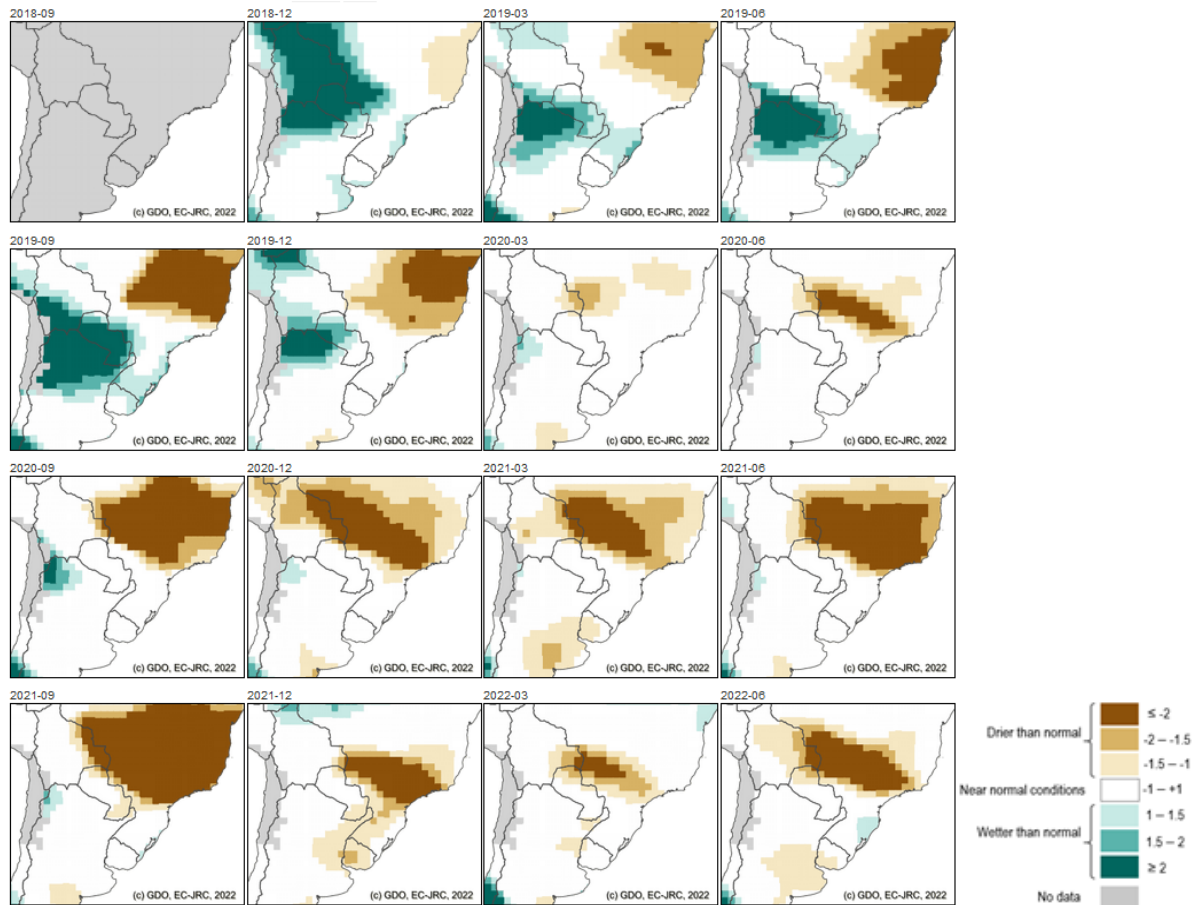 2018-09
2018-12
2019-03
2019-06
(c) GDO, EC-JRC, 2022
(c) GDO, EC-JRC, 2022
(c) GDO, EC-JRC, 2022
(c) GDO, EC-JRC, 2022
2019-09
2019-12
2020-03
2020-06
(c) GDO, EC-JRC, 2022
(c) GDO, EC-JRC, 2022
(c) GDO, EC-JRC, 2022
(c) GDO, EC-JRC, 2022
2020-09
2020-12
2021-03
2021-06
(c) GDO, EC-JRC, 2022
(c) GDO, EC-JRC, 2022
(c) GDO, EC-JRC, 2022
(c) GDO, EC-JRC, 2022
2021-09
2021-12
2022-03
2022-06
(c) GDO, EC-JRC, 2022
(c) GDO, EC-JRC, 2022
(c) GDO, EC-JRC, 2022
(c) GDO, EC-JRC, 2022
Drier than normal
≤ -2
-2 – -1.5
-1.5 – -1
Near normal conditions
-1 – +1
Wetter than normal
1 – 1.5
1.5 – 2
≥ 2
No data